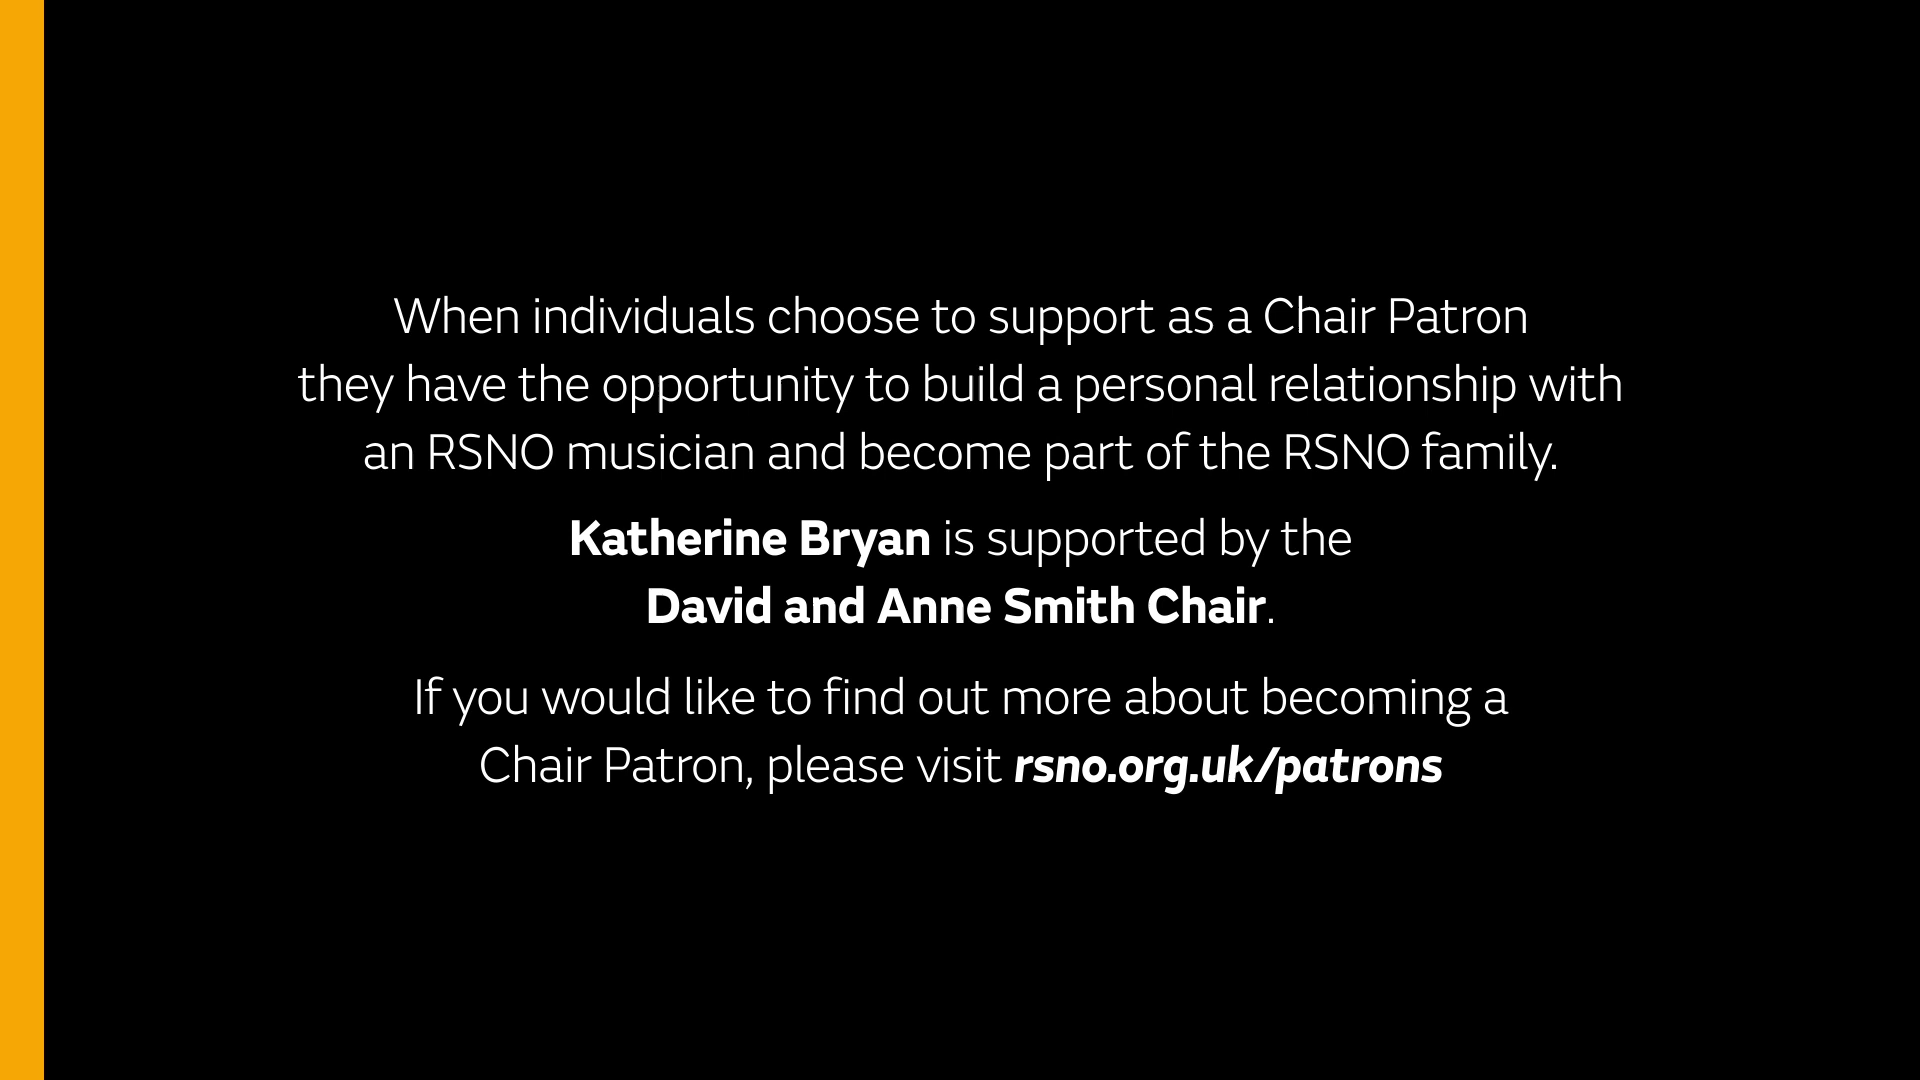 When individuals choose to support as a Chair Patron
they have the opportunity to build a personal relationship with
an RSNO musician and become part of the RSNO family.
Katherine Bryan is supported by the
David and Anne Smith Chair.
If you would like to find out more about becoming a
Chair Patron, please visit rsno.org.uk/patrons